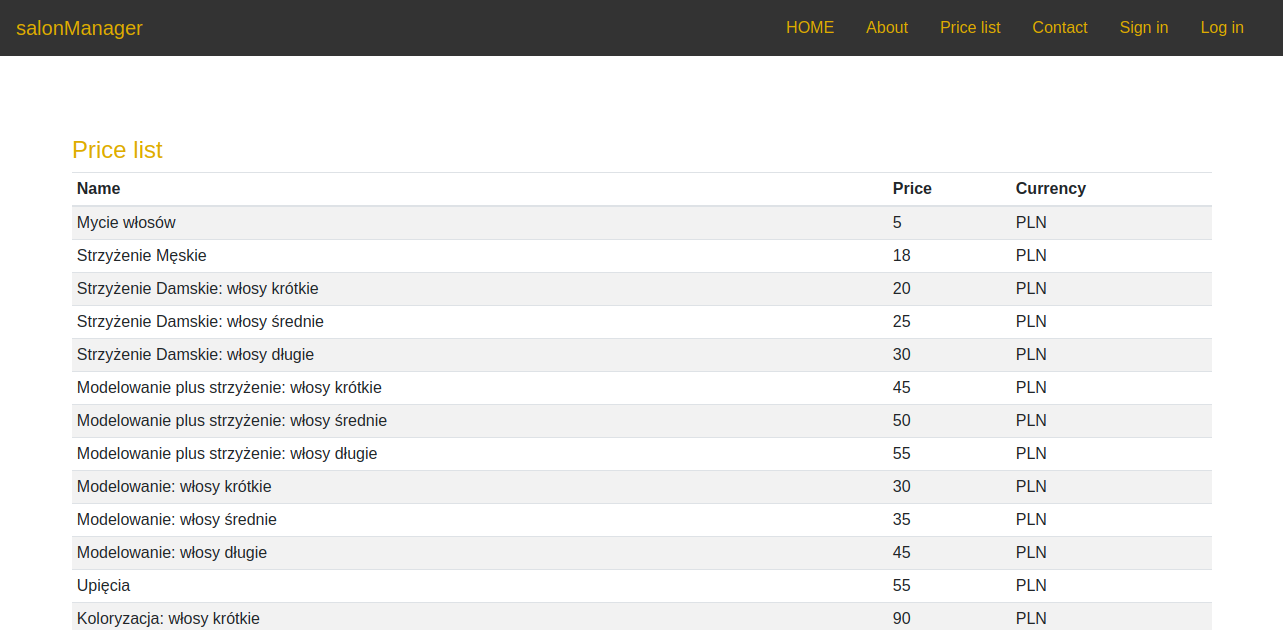 salonManager HOME About Price list Contact Sign in Log in
Price list
Name Price Currency
Mycie włosów 5 PLN
Strzyżenie Męskie 18 PLN
Strzyżenie Damskie: włosy krótkie 20 PLN
Strzyżenie Damskie: włosy średnie 25 PLN
Strzyżenie Damskie: włosy długie 30 PLN
Modelowanie plus strzyżenie: włosy krótkie 45 PLN
Modelowanie plus strzyżenie: włosy średnie 50 PLN
Modelowanie plus strzyżenie: włosy długie 55 PLN
Modelowanie: włosy krótkie 30 PLN
Modelowanie: włosy średnie 35 PLN
Modelowanie: włosy długie 45 PLN
Upięcia 55 PLN
Koloryzacja: włosy krótkie 90 PLN